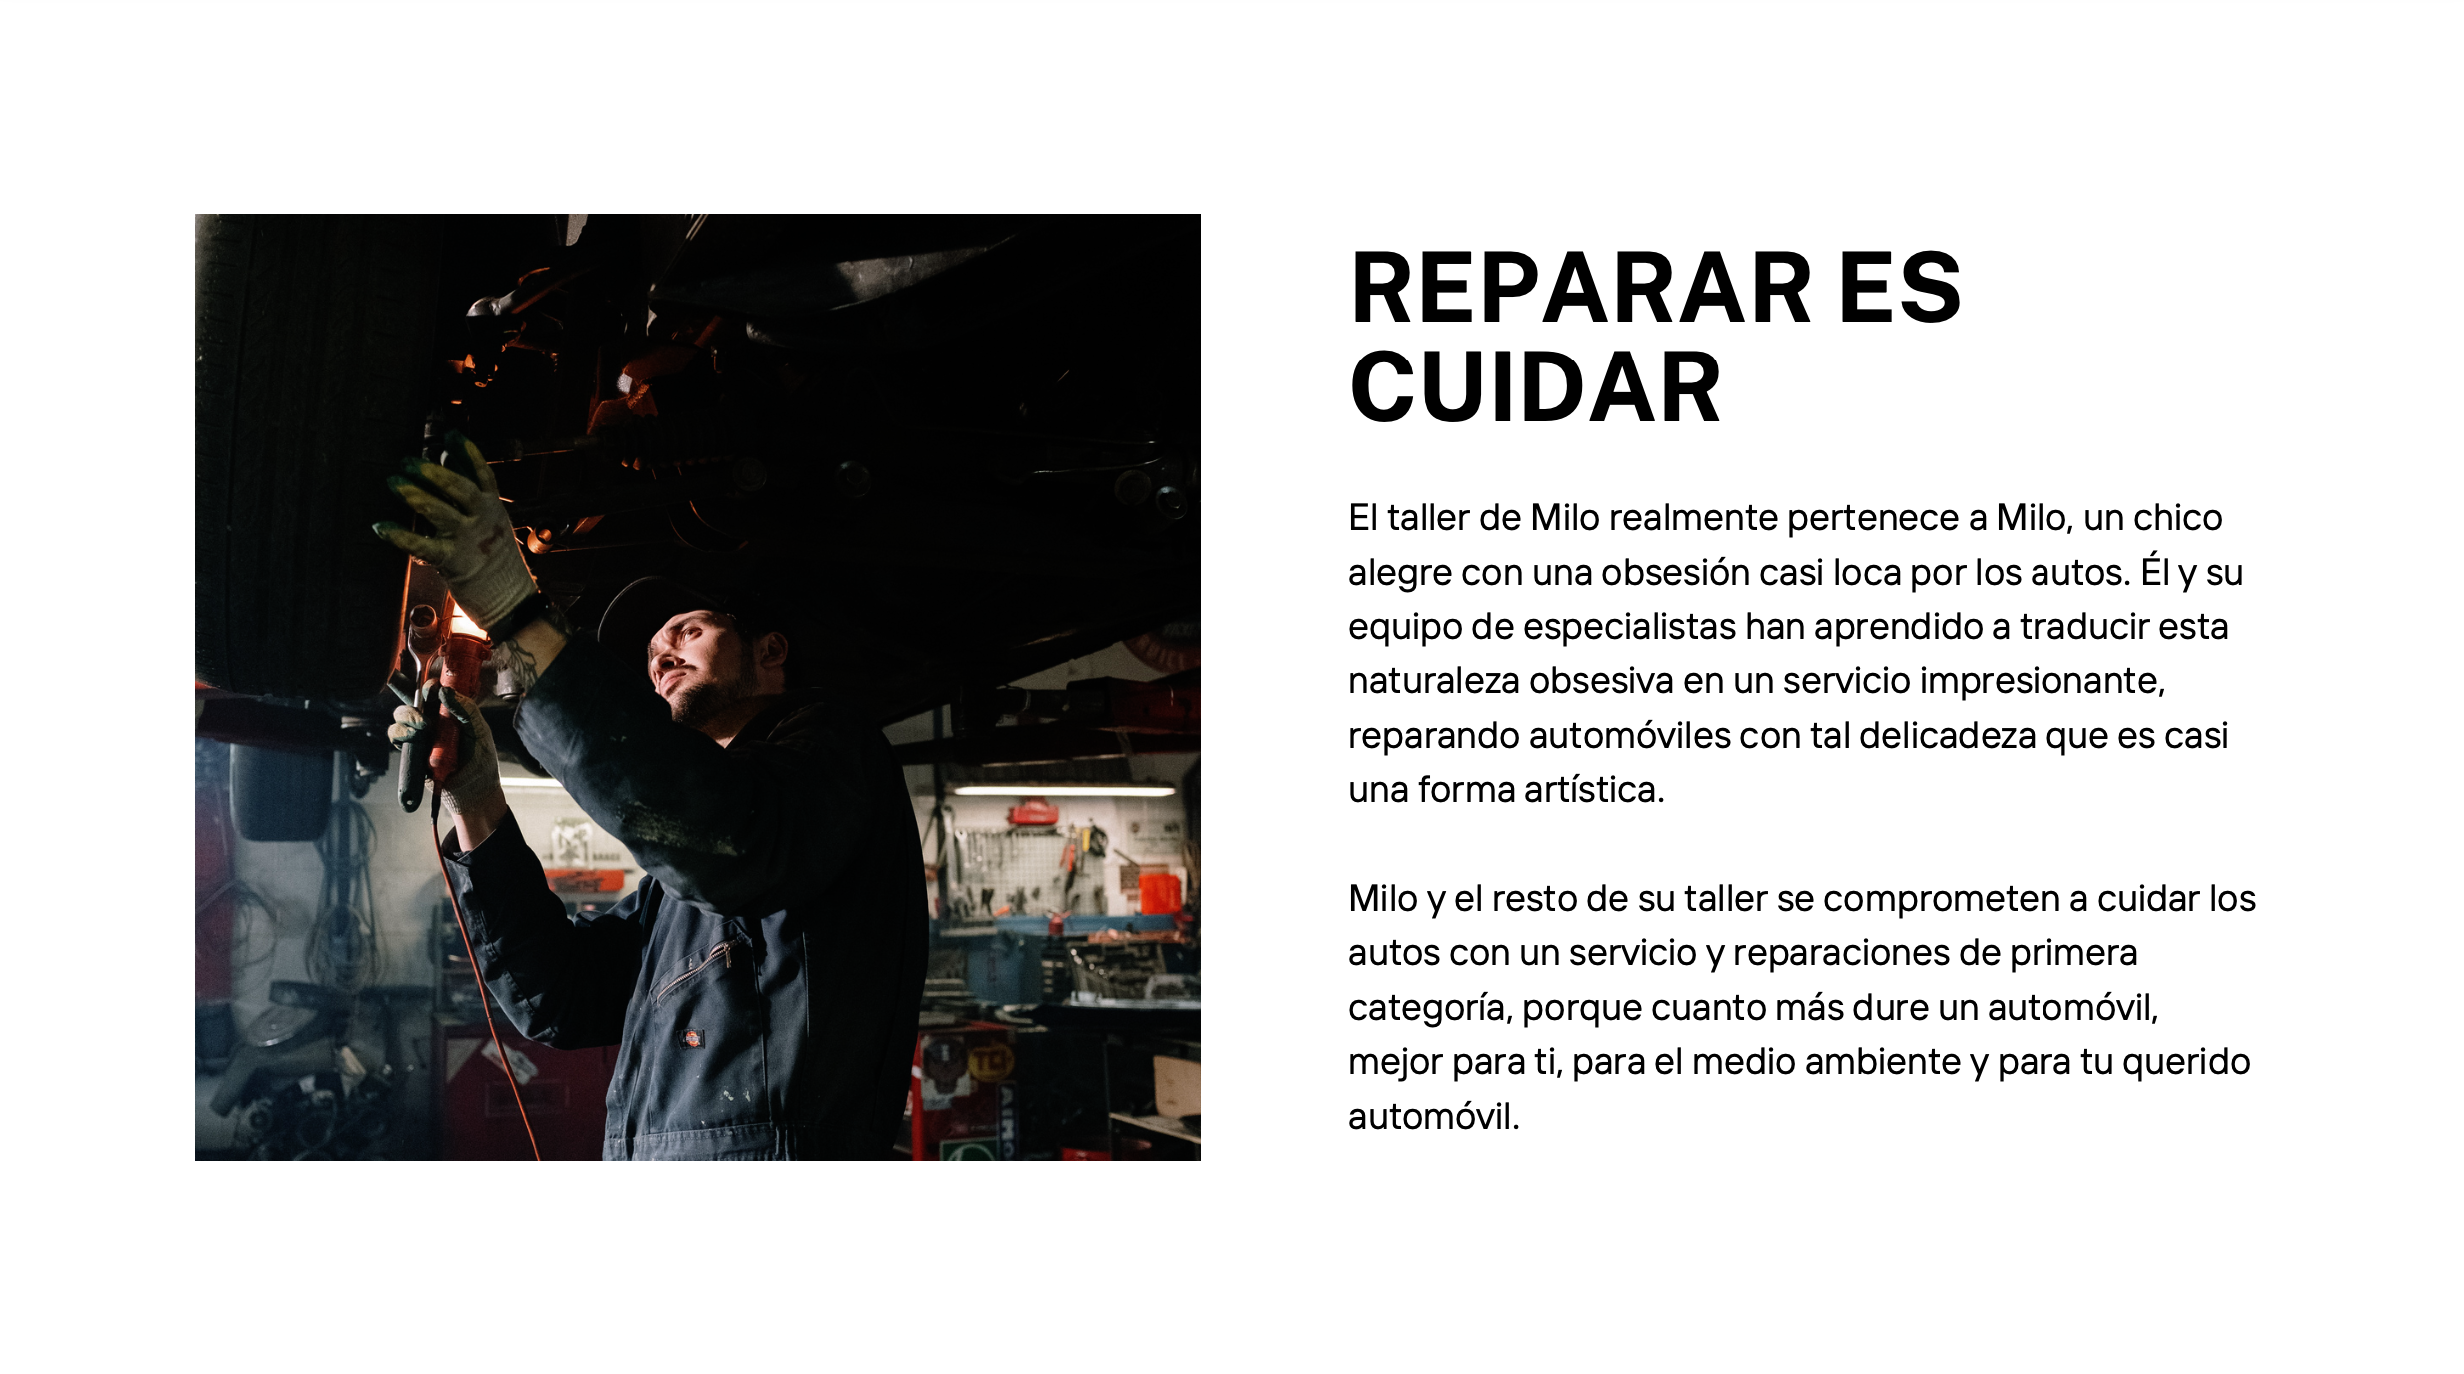 REPARAR ES
CUIDAR
El taller de Milo realmente pertenece a Milo, un chico
alegre con una obsesión casi loca por los autos. Él y su
equipo de especialistas han aprendido a traducir esta
naturaleza obsesiva en un servicio impresionante,
reparando automóviles con tal delicadeza que es casi
una forma artística.
Milo y el resto de su taller se comprometen a cuidar los
autos con un servicio y reparaciones de primera
categoría, porque cuanto más dure un automóvil,
mejor para ti, para el medio ambiente y para tu querido
automóvil.